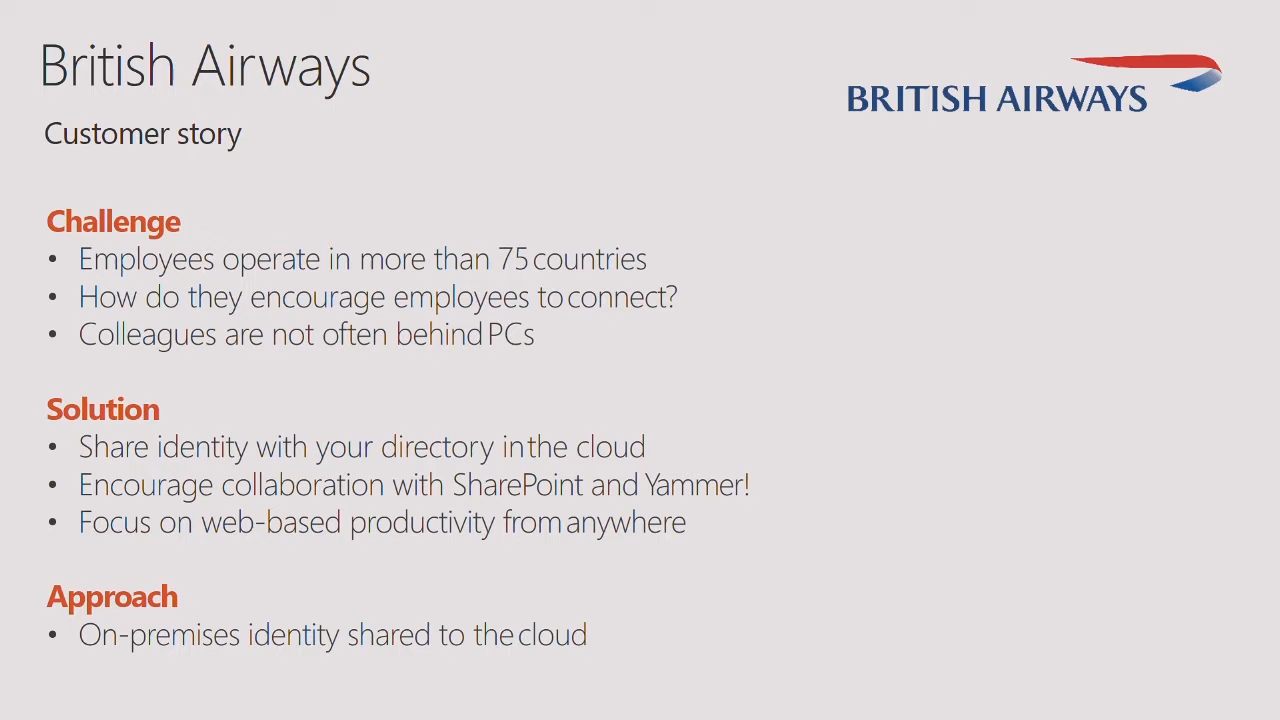 British Airways
BRITISH AIRWAYS
Customer story
Challenge
• Employees operate in more than 75 countries
• How do they encourage employees to connect?
• Colleagues are not often behind PCs
Solution
• Share identity with your directory in the cloud
• Encourage collaboration with SharePoint and Yammer!
• Focus on web-based productivity from anywhere
Approach
• On-premises identity shared to the cloud